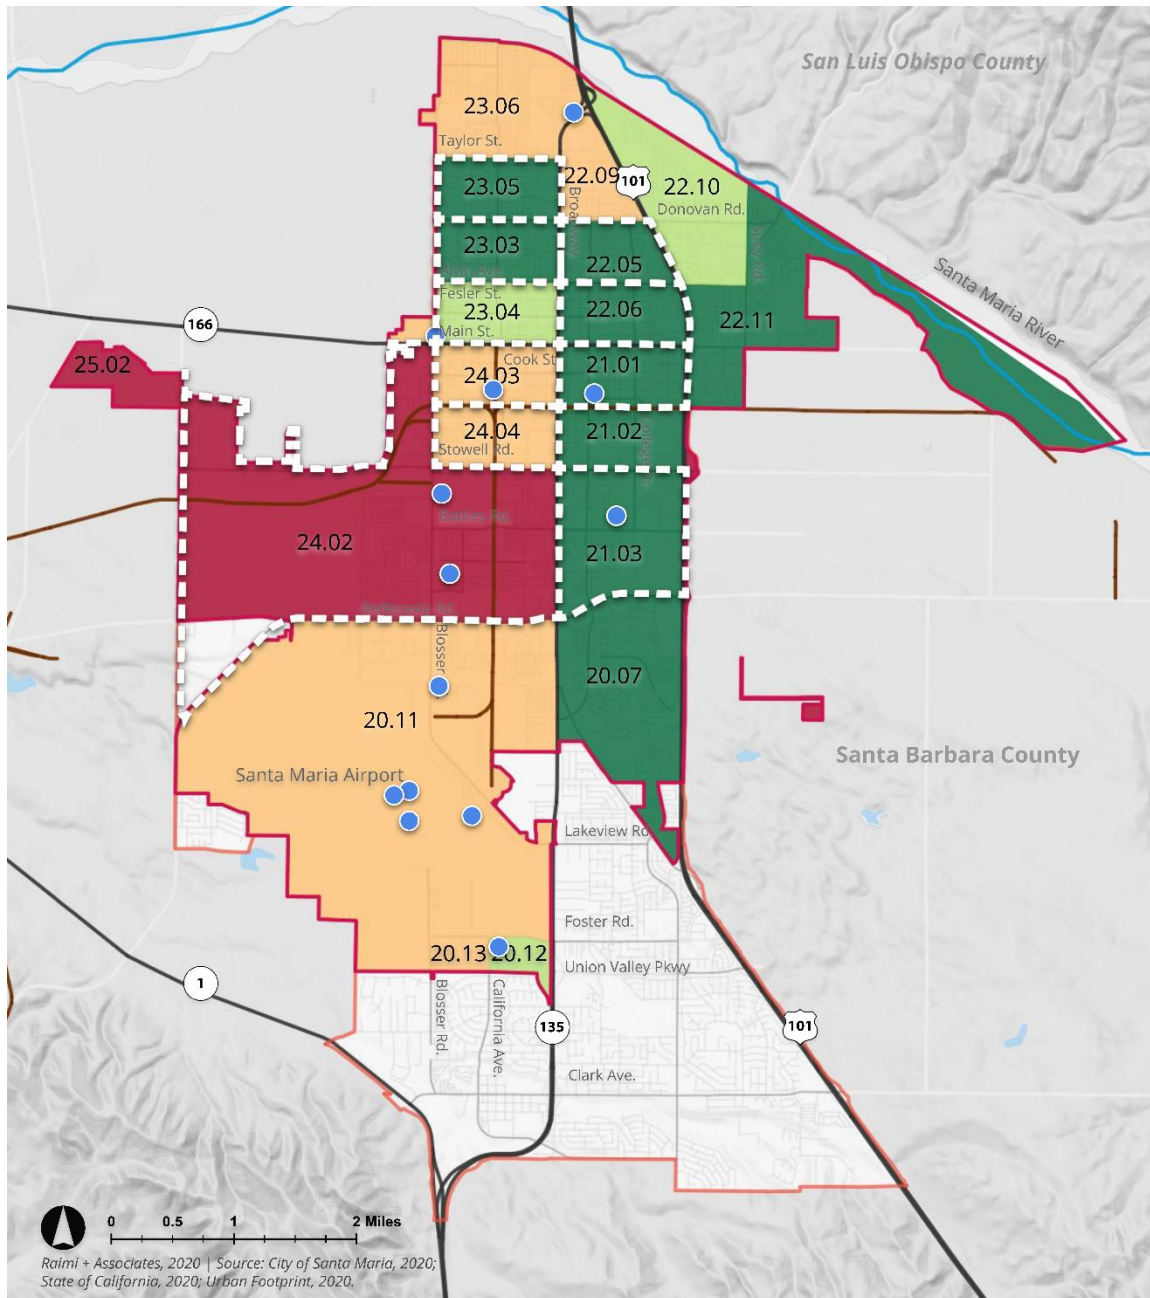 San Luis Obispo County
23.06
Taylor St.
22.09
101
22.10
23.05
Donovan Rd.
Broadway
23.03
22.05
Santa Maria River
Fesler St.
23.04
22.06
22.11
166
Main St.
Cook St
25.02
24.03
21.01
24.04
21.02
Stowell Rd.
Battles Rd
24.02
21.03
Blosser
20.07
20.11
Santa Barbara County
Santa Maria Airport
Lakeview Rd
Foster Rd.
20.13
20.12
Union Valley Pkwy
1
Blosser Rd.
California Ave.
135
101
Clark Ave.
0 0.5 1 2 Miles
Raimi + Associates, 2020 | Source: City of Santa Maria, 2020;
State of California, 2020; Urban Footprint, 2020.